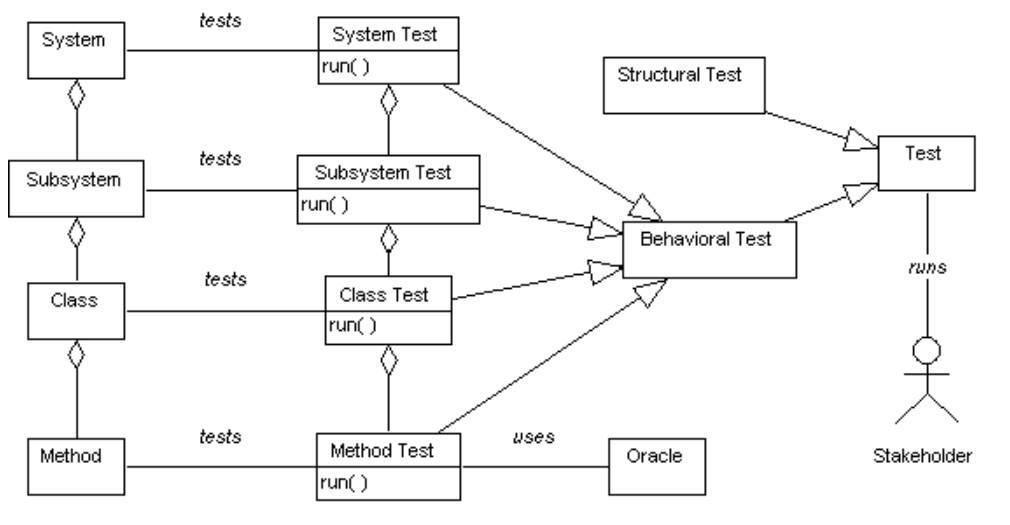 tests
System
System Test
run( )
Structural Test
tests
Test
Subsystem
Subsystem Test
run( )
Behavioral Test
tests
runs
Class
Class Test
run( )
tests
uses
Method
Method Test
run( )
Oracle
Stakeholder